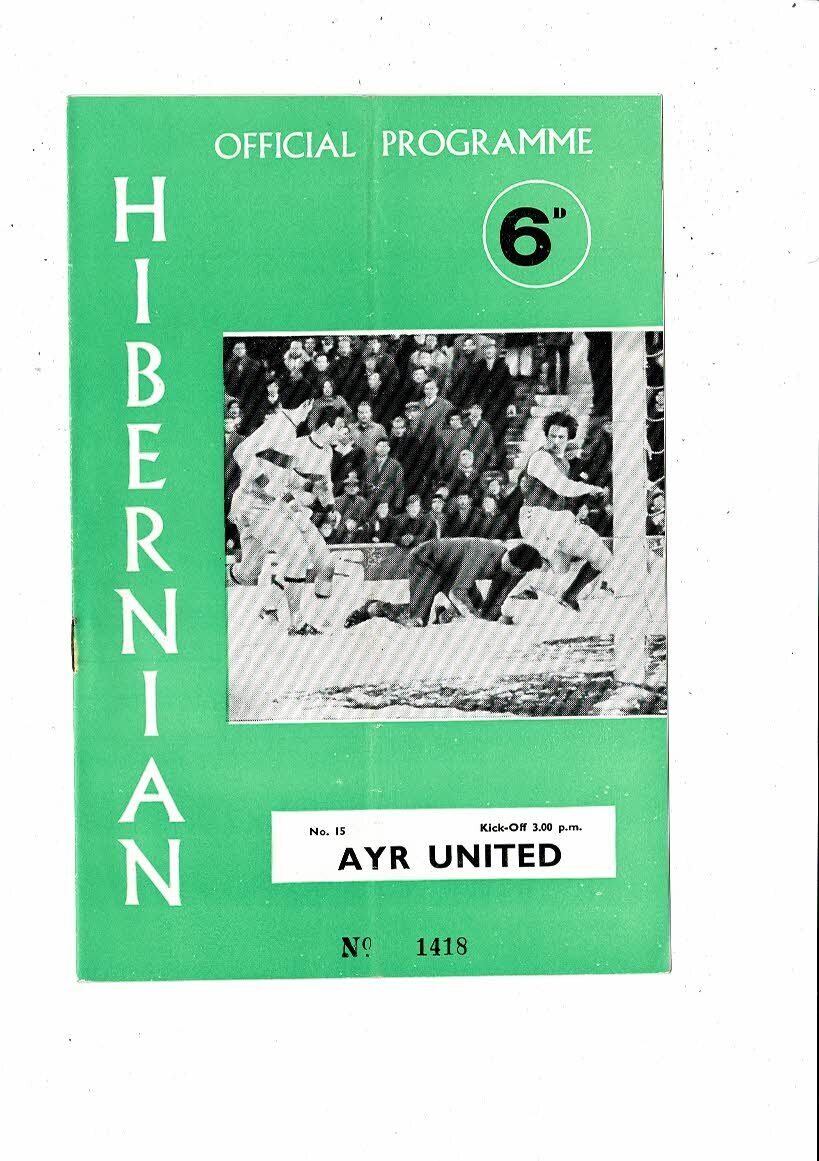 OFFICIAL PROGRAMME
6D
HIBERNIAN
No. 15 Kick-Off 3.00 p.m.
AYR UNITED
Nº 1418